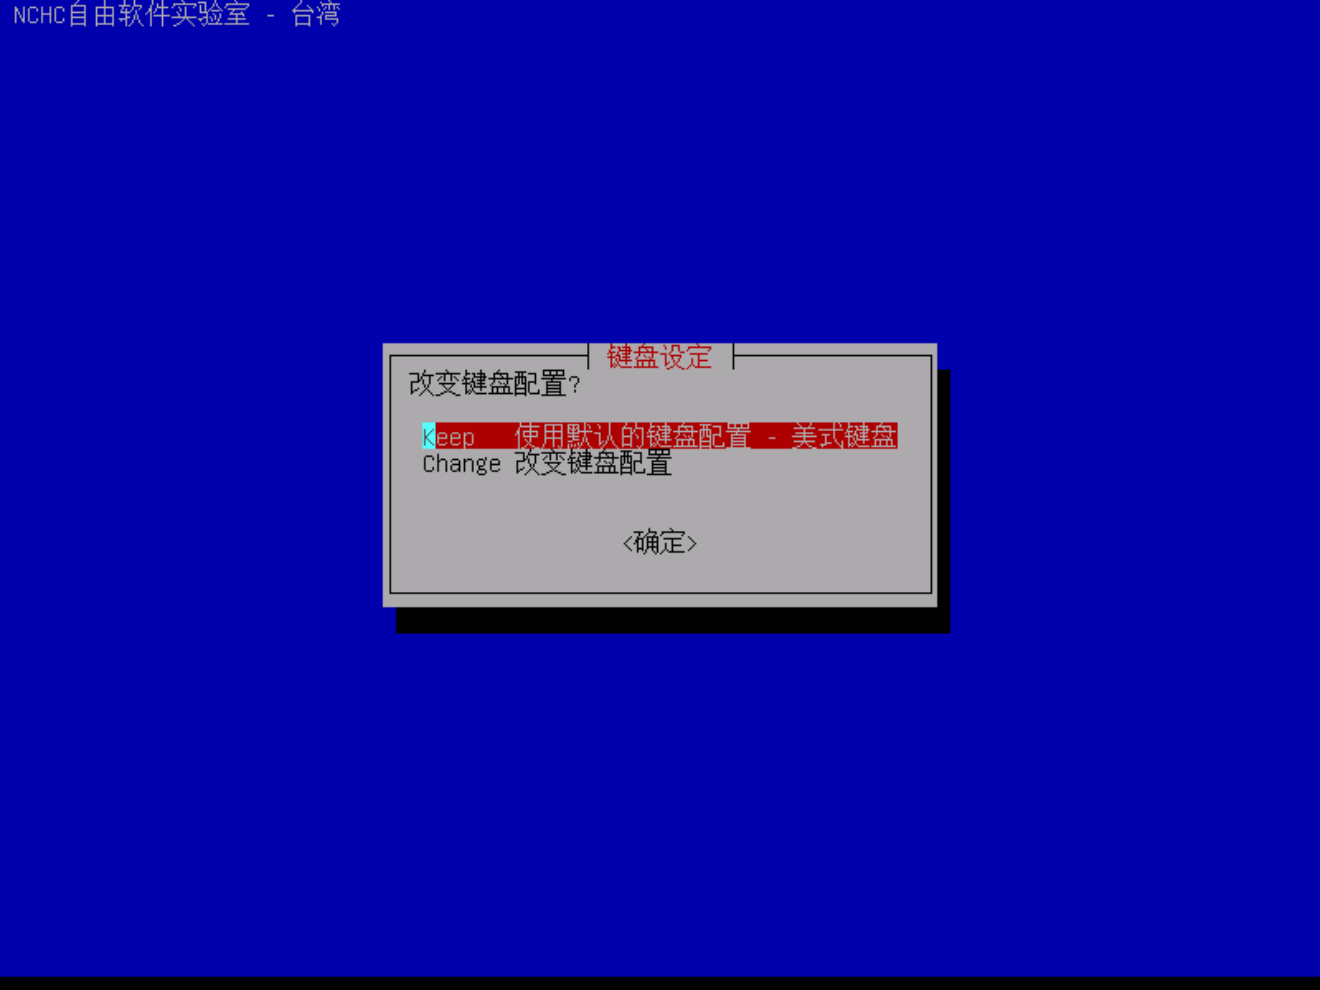 NCHC自由软件实验室 - 台湾
键盘设定
改变键盘配置?
Keep 使用默认的键盘配置 - 美式键盘
Change 改变键盘配置
<确定>